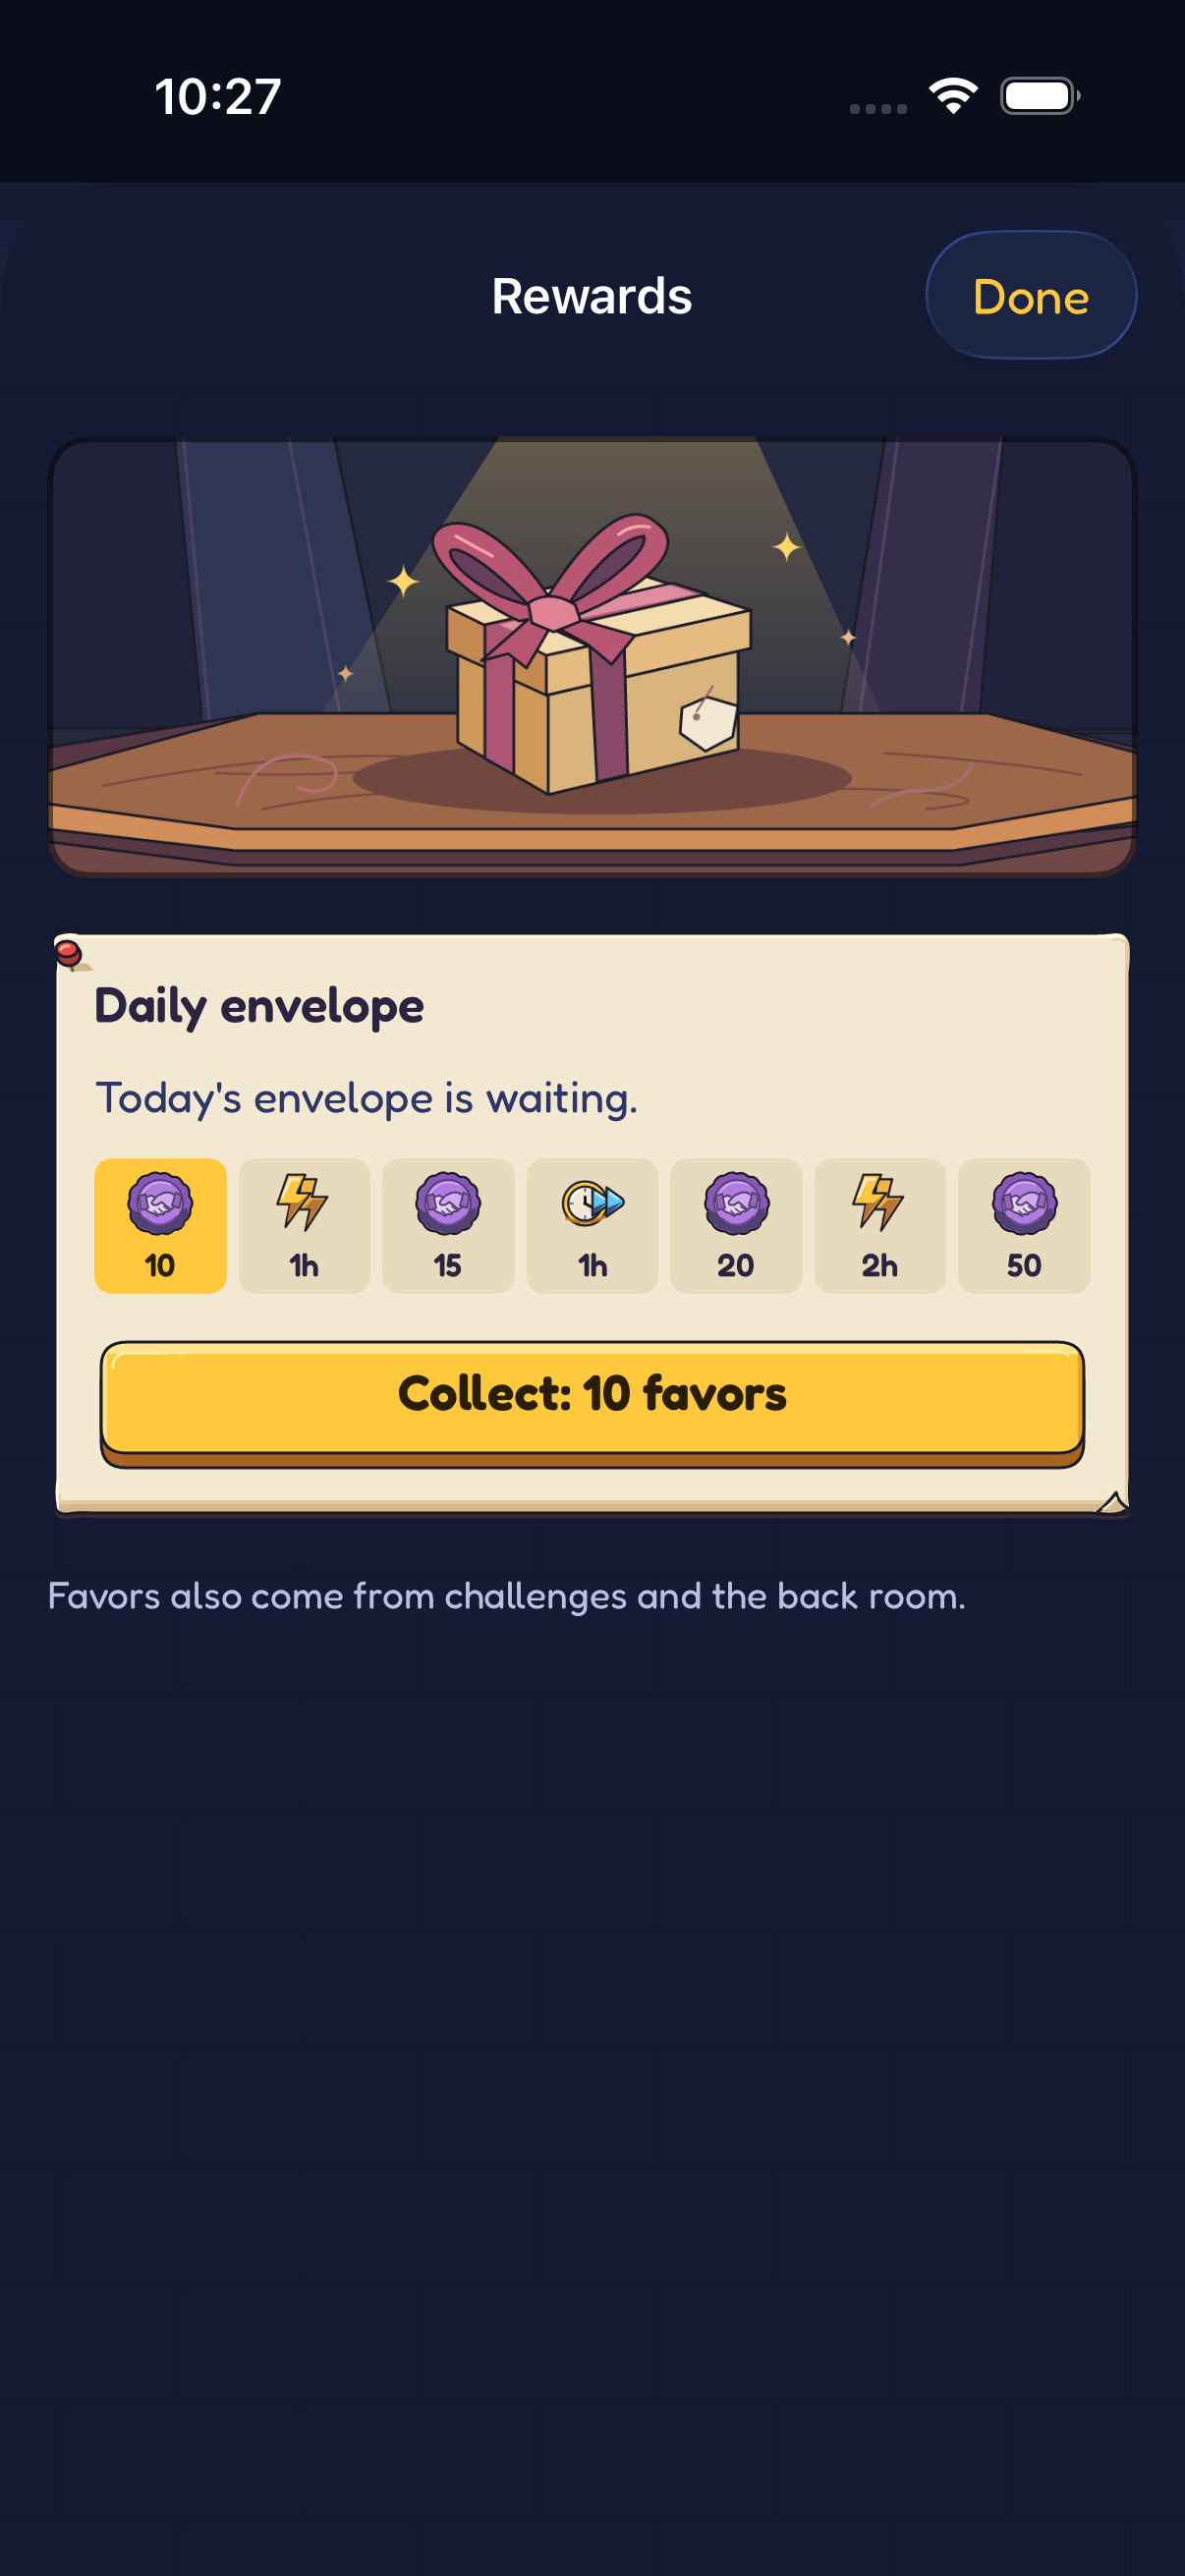 10:27
Rewards
Done
Daily envelope
Today's envelope is waiting.
10 1h 15 1h 20 2h 50
Collect: 10 favors
Favors also come from challenges and the back room.